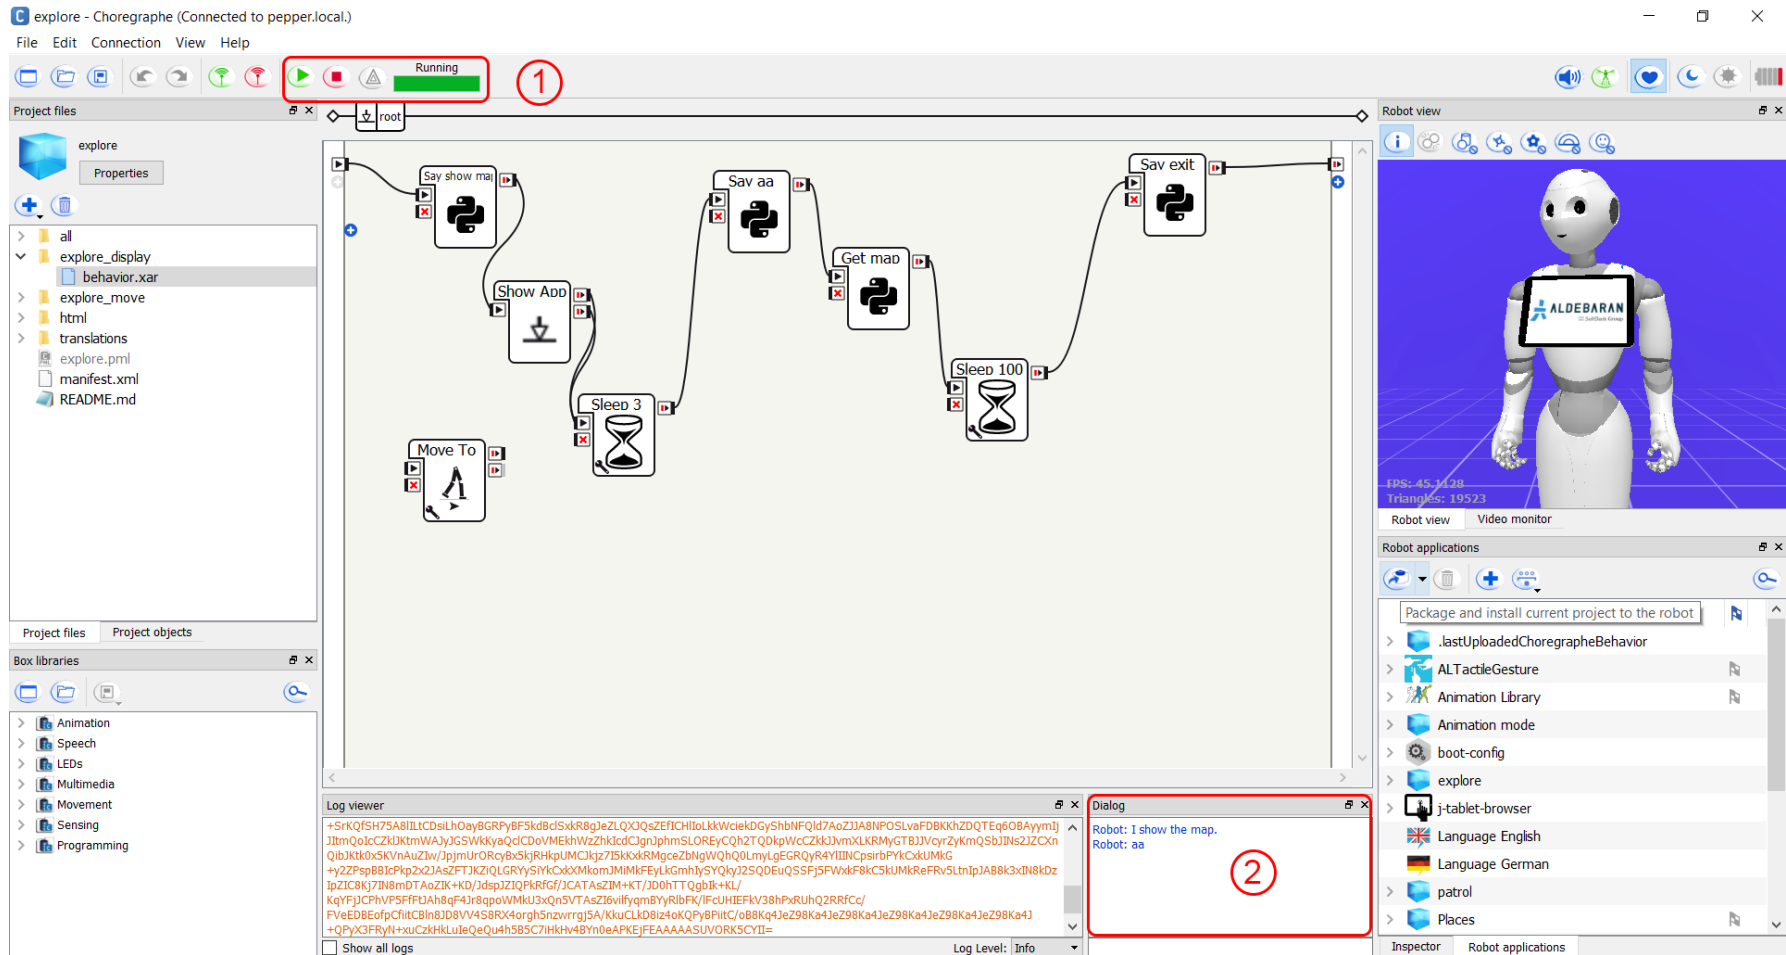 explore - Choregraphe (Connected to pepper.local.)
File Edit Connection View Help
Running
1
Project files
explore
Properties
all
explore_display
behavior.xar
explore_move
html
translations
explore.pml
manifest.xml
README.md
Project files Project objects
Box libraries
Animation
Speech
LEDs
Multimedia
Movement
Sensing
Programming
root
Say show map
Show App
Sleep 3
Move To
Say aa
Get map
Sleep 100
Say exit
Log viewer
Show all logs
Log Level: Info
Dialog
Robot: I show the map.
Robot: aa
2
Robot view
ALDEBARAN
FPS: 45.1128
Triangles: 19523
Robot view Video monitor
Robot applications
Package and install current project to the robot
.lastUploadedChoregrapheBehavior
ALTactileGesture
Animation Library
Animation mode
boot-config
explore
j-tablet-browser
Language English
Language German
patrol
Places
Inspector Robot applications